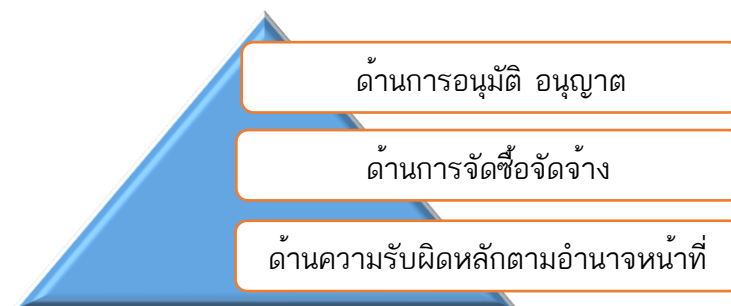 ด้านการอนุมัติ อนุญาต
ด้านการจัดซื้อจัดจ้าง
ด้านความรับผิดหลักตามอำนาจหน้าที่